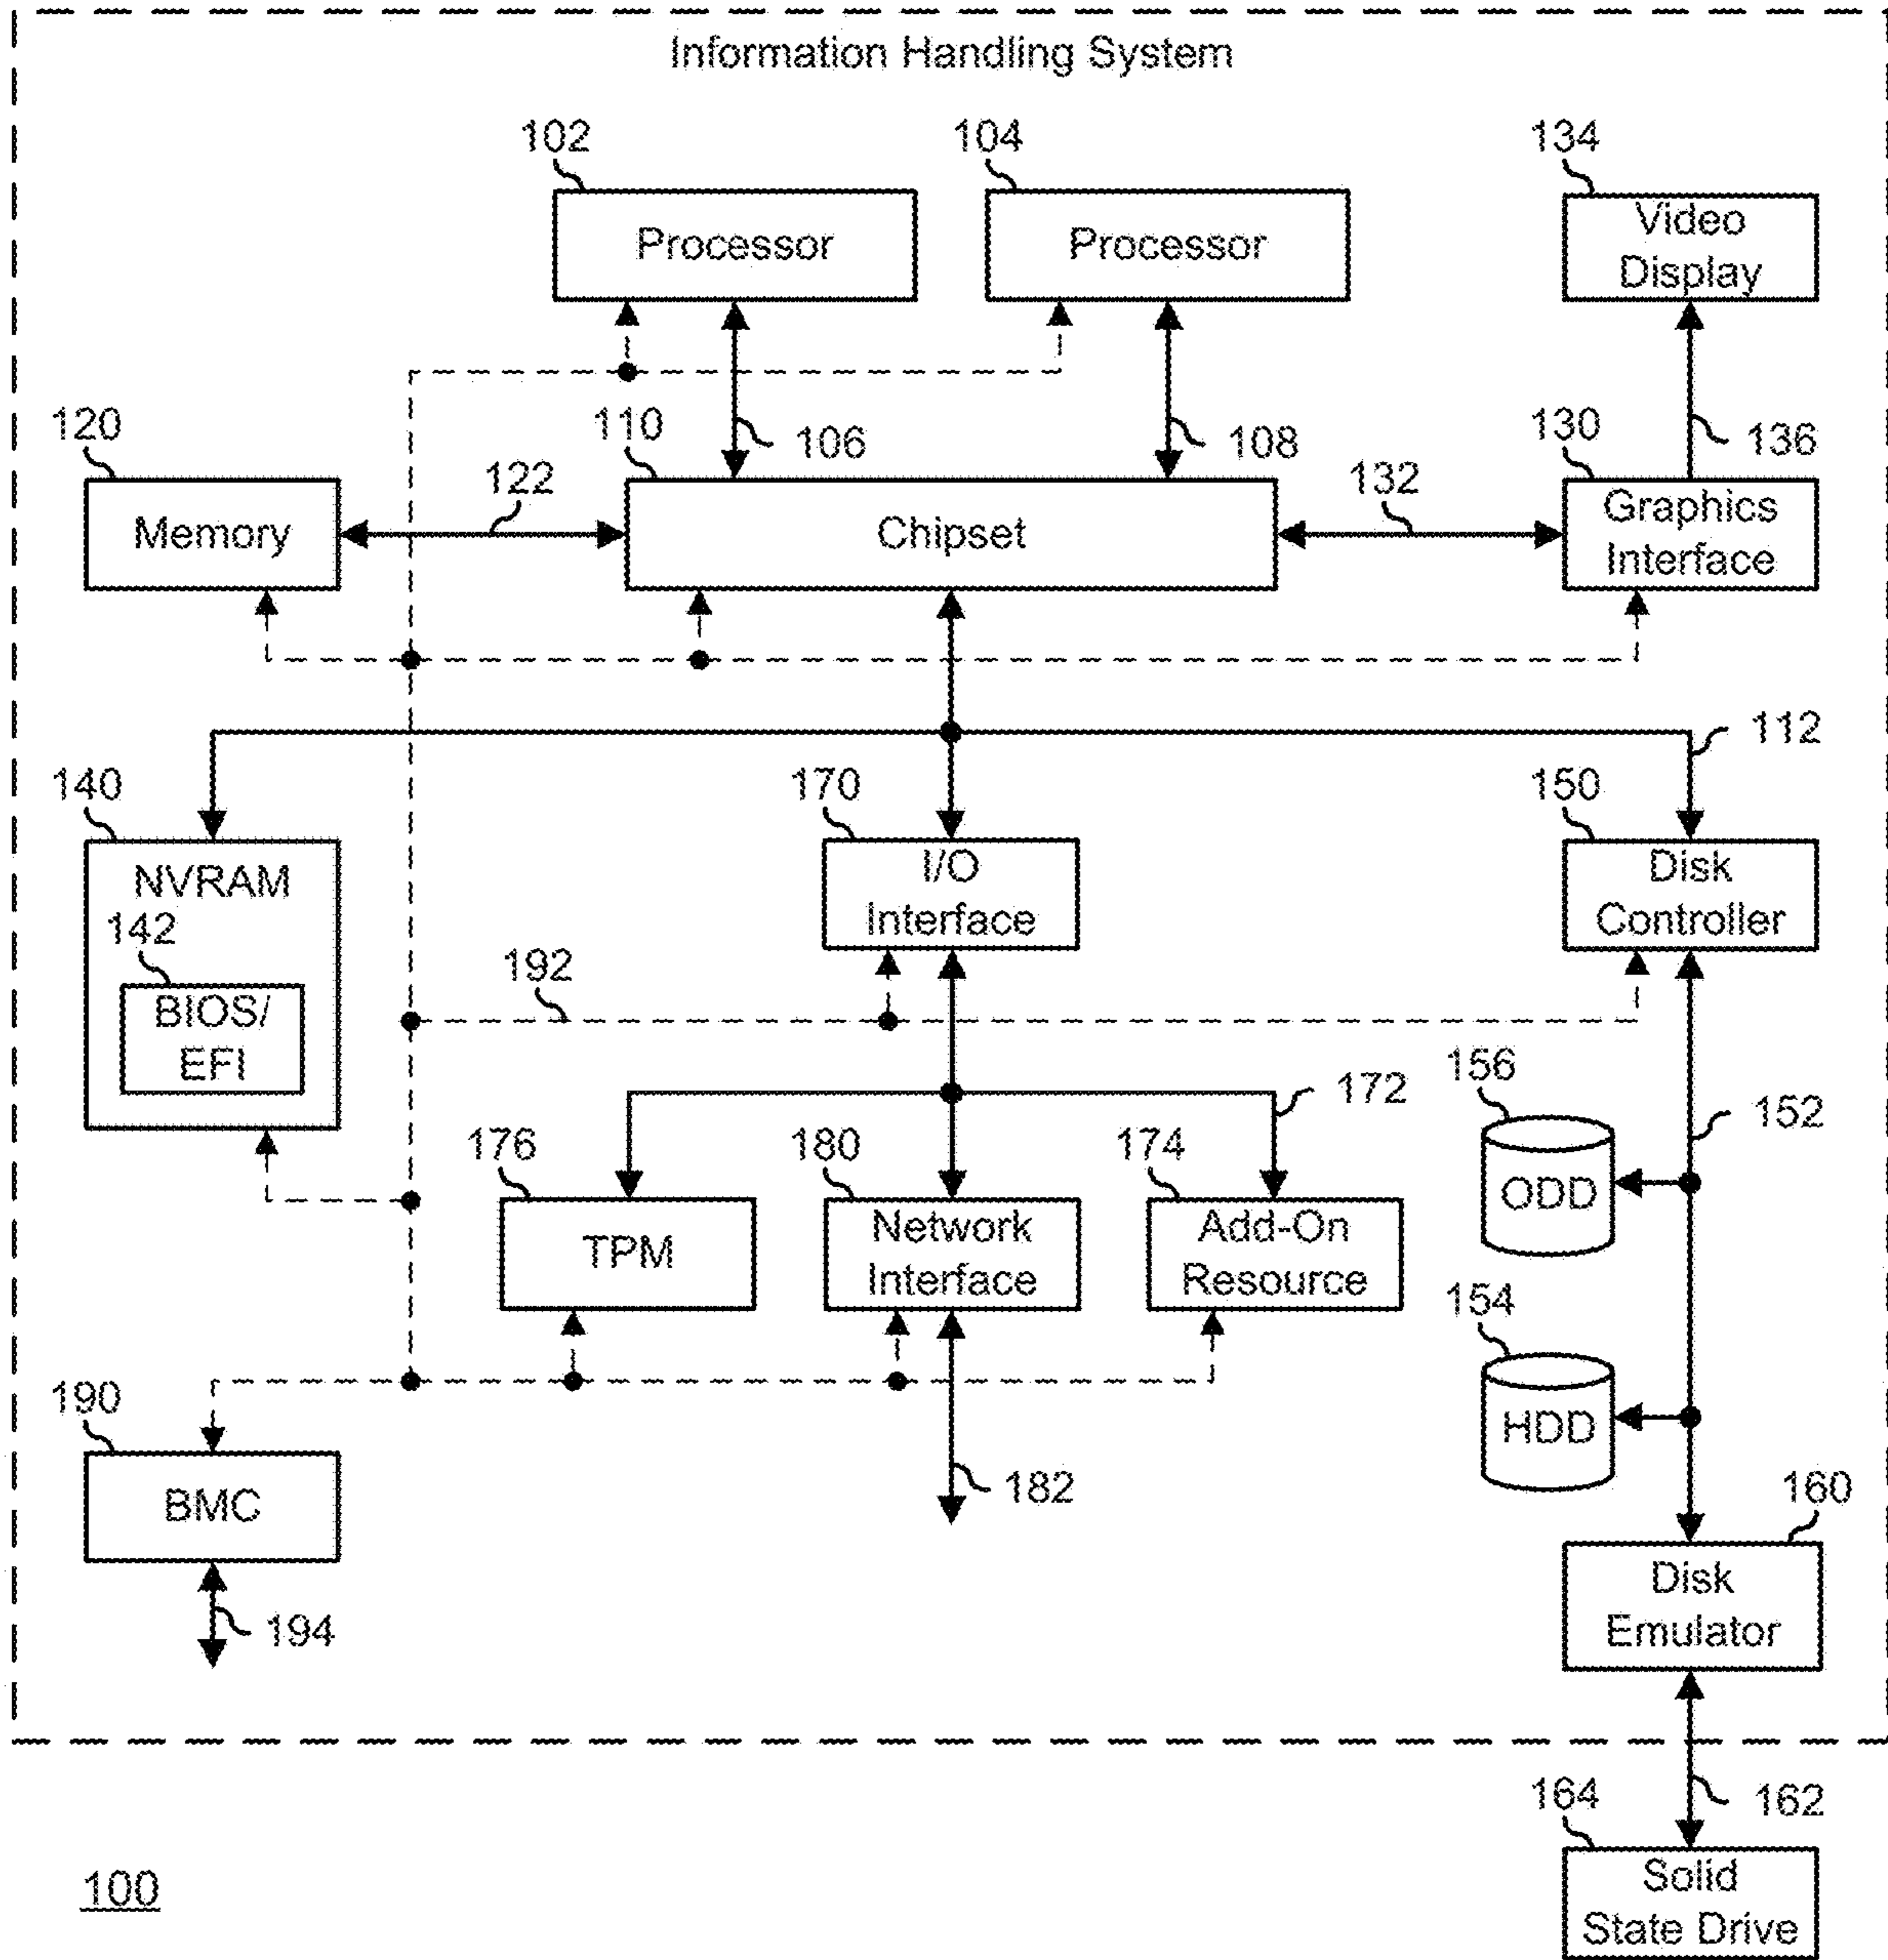 Information Handling System
102
104
134
Processor
Processor
Video
Display
120
110
106
108
130
136
122
132
Memory
Chipset
Graphics
Interface
112
140
170
150
NVRAM
I/O
Interface
Disk
Controller
142
BIOS/
EFI
192
156
172
152
176
180
174
ODD
TPM
Network
Interface
Add-On
Resource
154
190
HDD
182
160
BMC
194
Disk
Emulator
164
162
100
Solid
State Drive